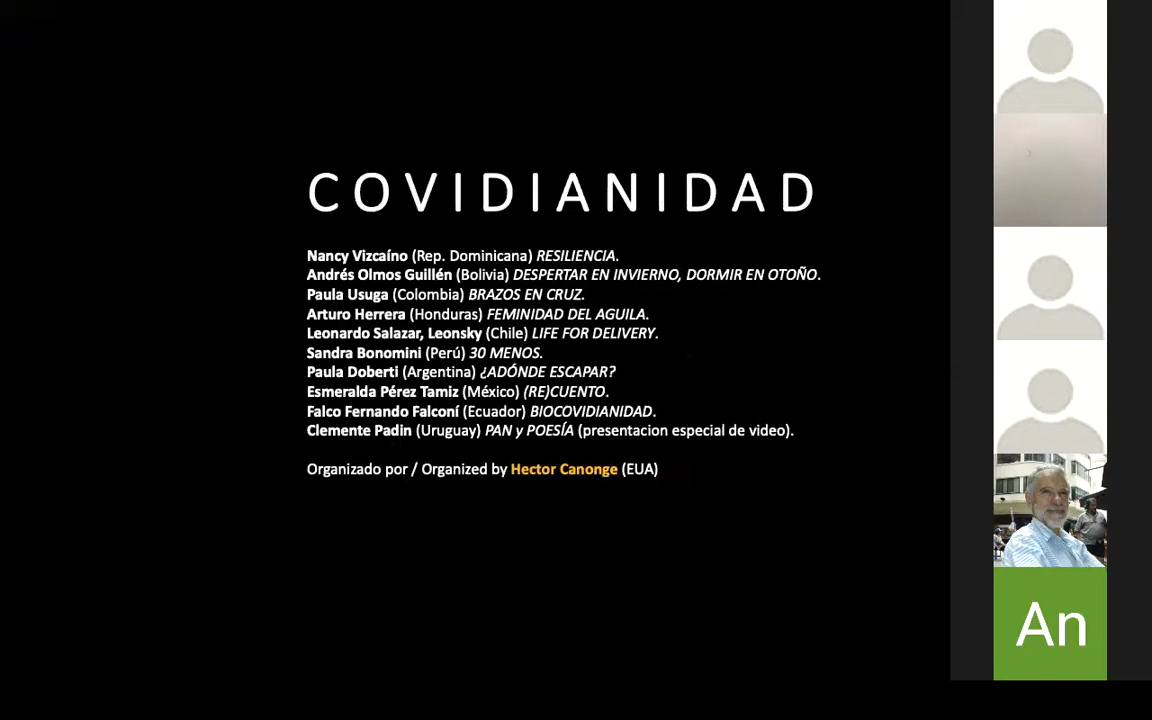 COVIDIANIDAD
Nancy Vizcaíno (Rep. Dominicana) RESILIENCIA.
Andrés Olmos Guillén (Bolivia) DESPERTAR EN INVIERNO, DORMIR EN OTOÑO.
Paula Usuga (Colombia) BRAZOS EN CRUZ.
Arturo Herrera (Honduras) FEMINIDAD DEL AGUILA.
Leonardo Salazar, Leonsky (Chile) LIFE FOR DELIVERY.
Sandra Bonomini (Perú) 30 MENOS.
Paula Doberti (Argentina) ¿ADÓNDE ESCAPAR?
Esmeralda Pérez Tamiz (México) (RE)CUENTO.
Falco Fernando Falconí (Ecuador) BIOCOVIDIANIDAD.
Clemente Padin (Uruguay) PAN y POESÍA (presentacion especial de video).
Organizado por / Organized by Hector Canonge (EUA)
An